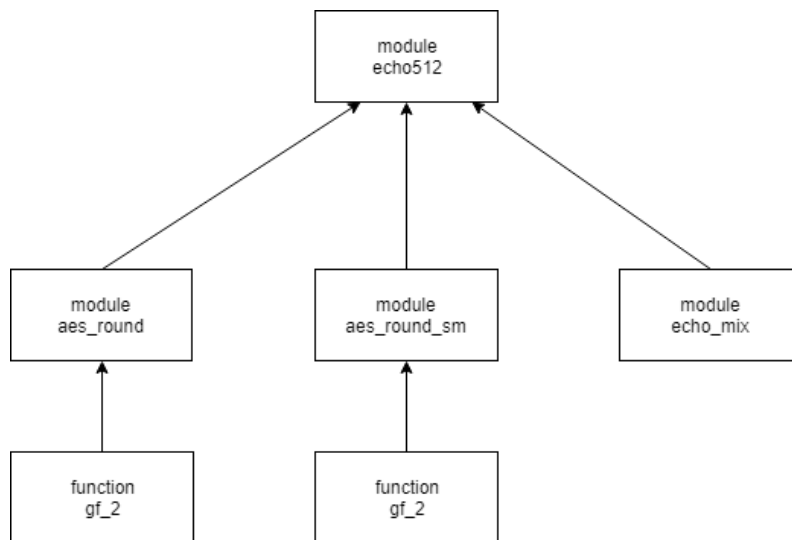 module
echo512
module
aes_round
module
aes_round_sm
module
echo_mix
function
gf_2
function
gf_2